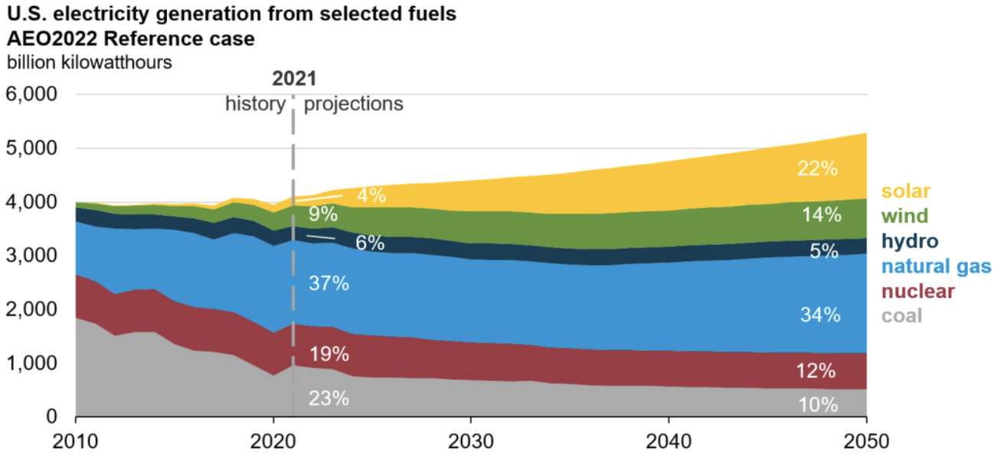 U.S. electricity generation from selected fuels
AEO2022 Reference case
billion kilowatthours
2021
history projections
6,000
5,000
4,000
3,000
2,000
1,000
0
4%
9%
6%
37%
19%
23%
22%
14%
5%
34%
12%
10%
solar
wind
hydro
natural gas
nuclear
coal
2010 2020 2030 2040 2050